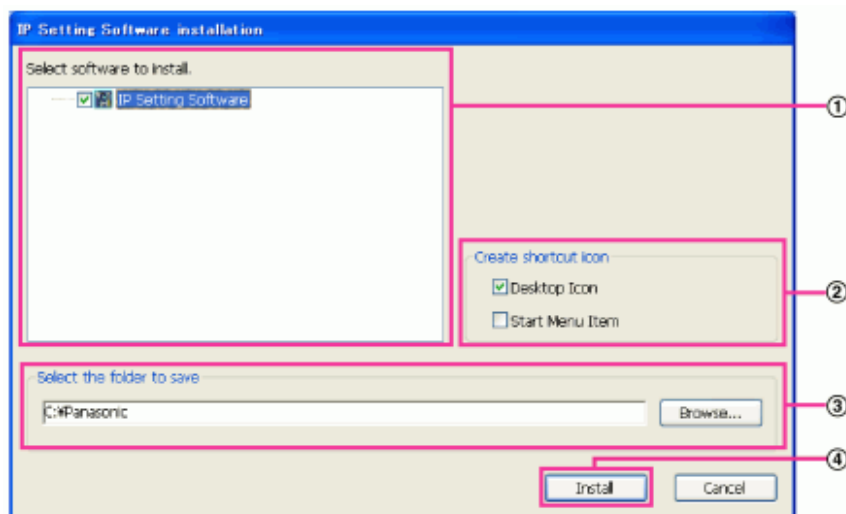 IP Setting Software installation
Select software to install.
IP Setting Software
①
Create shortcut icon
Desktop Icon
②
Start Menu Item
Select the folder to save
C:¥Panasonic
Browse...
③
④
Install
Cancel